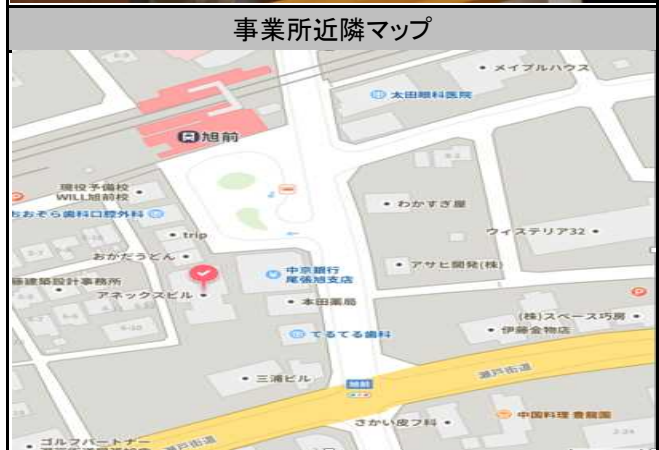 事業所近隣マップ
メイプルハウス
太田眼科医院
旭前
現役予備校
WILL旭前校
おおぞら歯科口腔外科
わかすぎ屋
trip
ウィステリア32
おかだうどん
アサヒ開発(株)
中京銀行
尾張旭支店
藤建築設計事務所
アネックスビル
本田薬局
(株)スペース巧房
伊藤金物店
てるてる歯科
三浦ビル
旭前
瀬戸街道
さかい皮フ科
中国料理 豊龍園
ゴルフパートナー
瀬戸街道